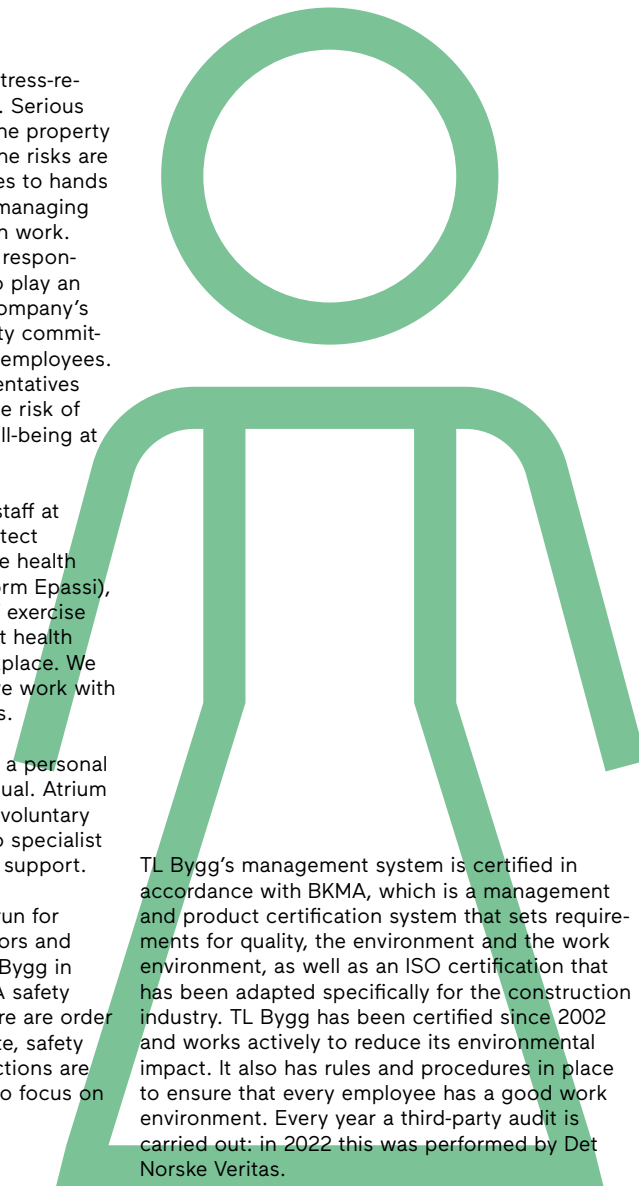 tress-re-
. Serious
ne property
ne risks are
es to hands
managing
n work.
respon-
o play an
ompany's
ty commit-
employees.
entatives
e risk of
ll-being at
staff at
tect
e health
orm Epassi),
exercise
t health
place. We
e work with
s.
a personal
ual. Atrium
voluntary
o specialist
support.
run for
ors and
Bygg in
A safety
re are order
te, safety
ctions are
o focus on
TL Bygg's management system is certified in
accordance with BKMA, which is a management
and product certification system that sets require-
ments for quality, the environment and the work
environment, as well as an ISO certification that
has been adapted specifically for the construction
industry. TL Bygg has been certified since 2002
and works actively to reduce its environmental
impact. It also has rules and procedures in place
to ensure that every employee has a good work
environment. Every year a third-party audit is
carried out: in 2022 this was performed by Det
Norske Veritas.